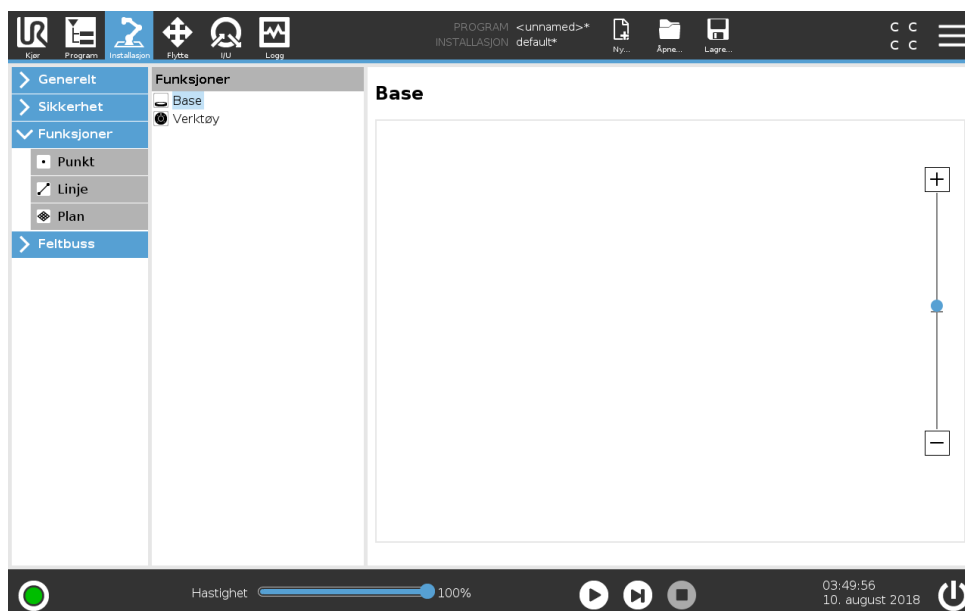 PROGRAM <unnamed>*
INSTALLASJON default*
UR
Kjør Program Installasjon Flytte I/U Logg Ny... Åpne... Lagre...
C C
C C
Generelt
Sikkerhet
Funksjoner
Punkt
Linje
Plan
Feltbuss
Funksjoner
Base
Verktøy
Base
Hastighet 100%
03:49:56
10. august 2018